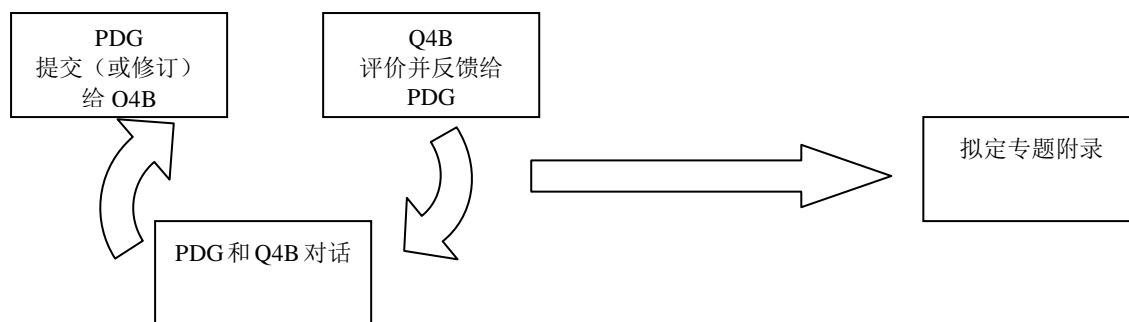 PDG
提交（或修订）
给 O4B
Q4B
评价并反馈给
PDG
拟定专题附录
PDG 和 Q4B 对话